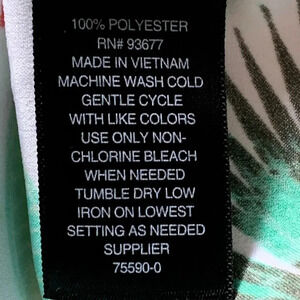 100% POLYESTER
RN# 93677
MADE IN VIETNAM
MACHINE WASH COLD
GENTLE CYCLE
WITH LIKE COLORS
USE ONLY NON-
CHLORINE BLEACH
WHEN NEEDED
TUMBLE DRY LOW
IRON ON LOWEST
SETTING AS NEEDED
SUPPLIER
75590-0